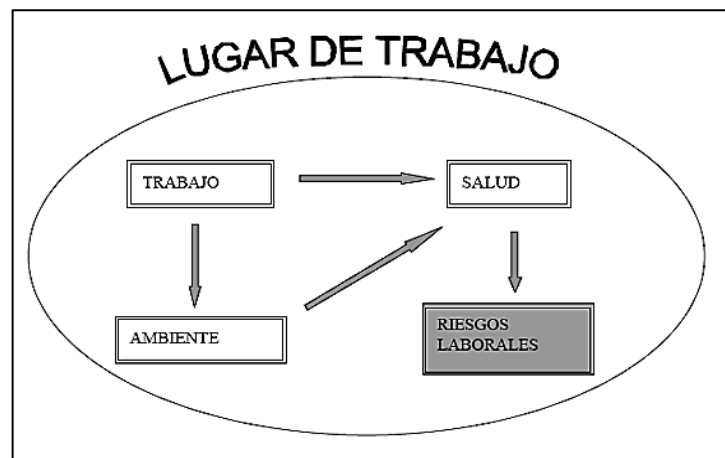 LUGAR DE TRABAJO
TRABAJO
SALUD
AMBIENTE
RIESGOS
LABORALES